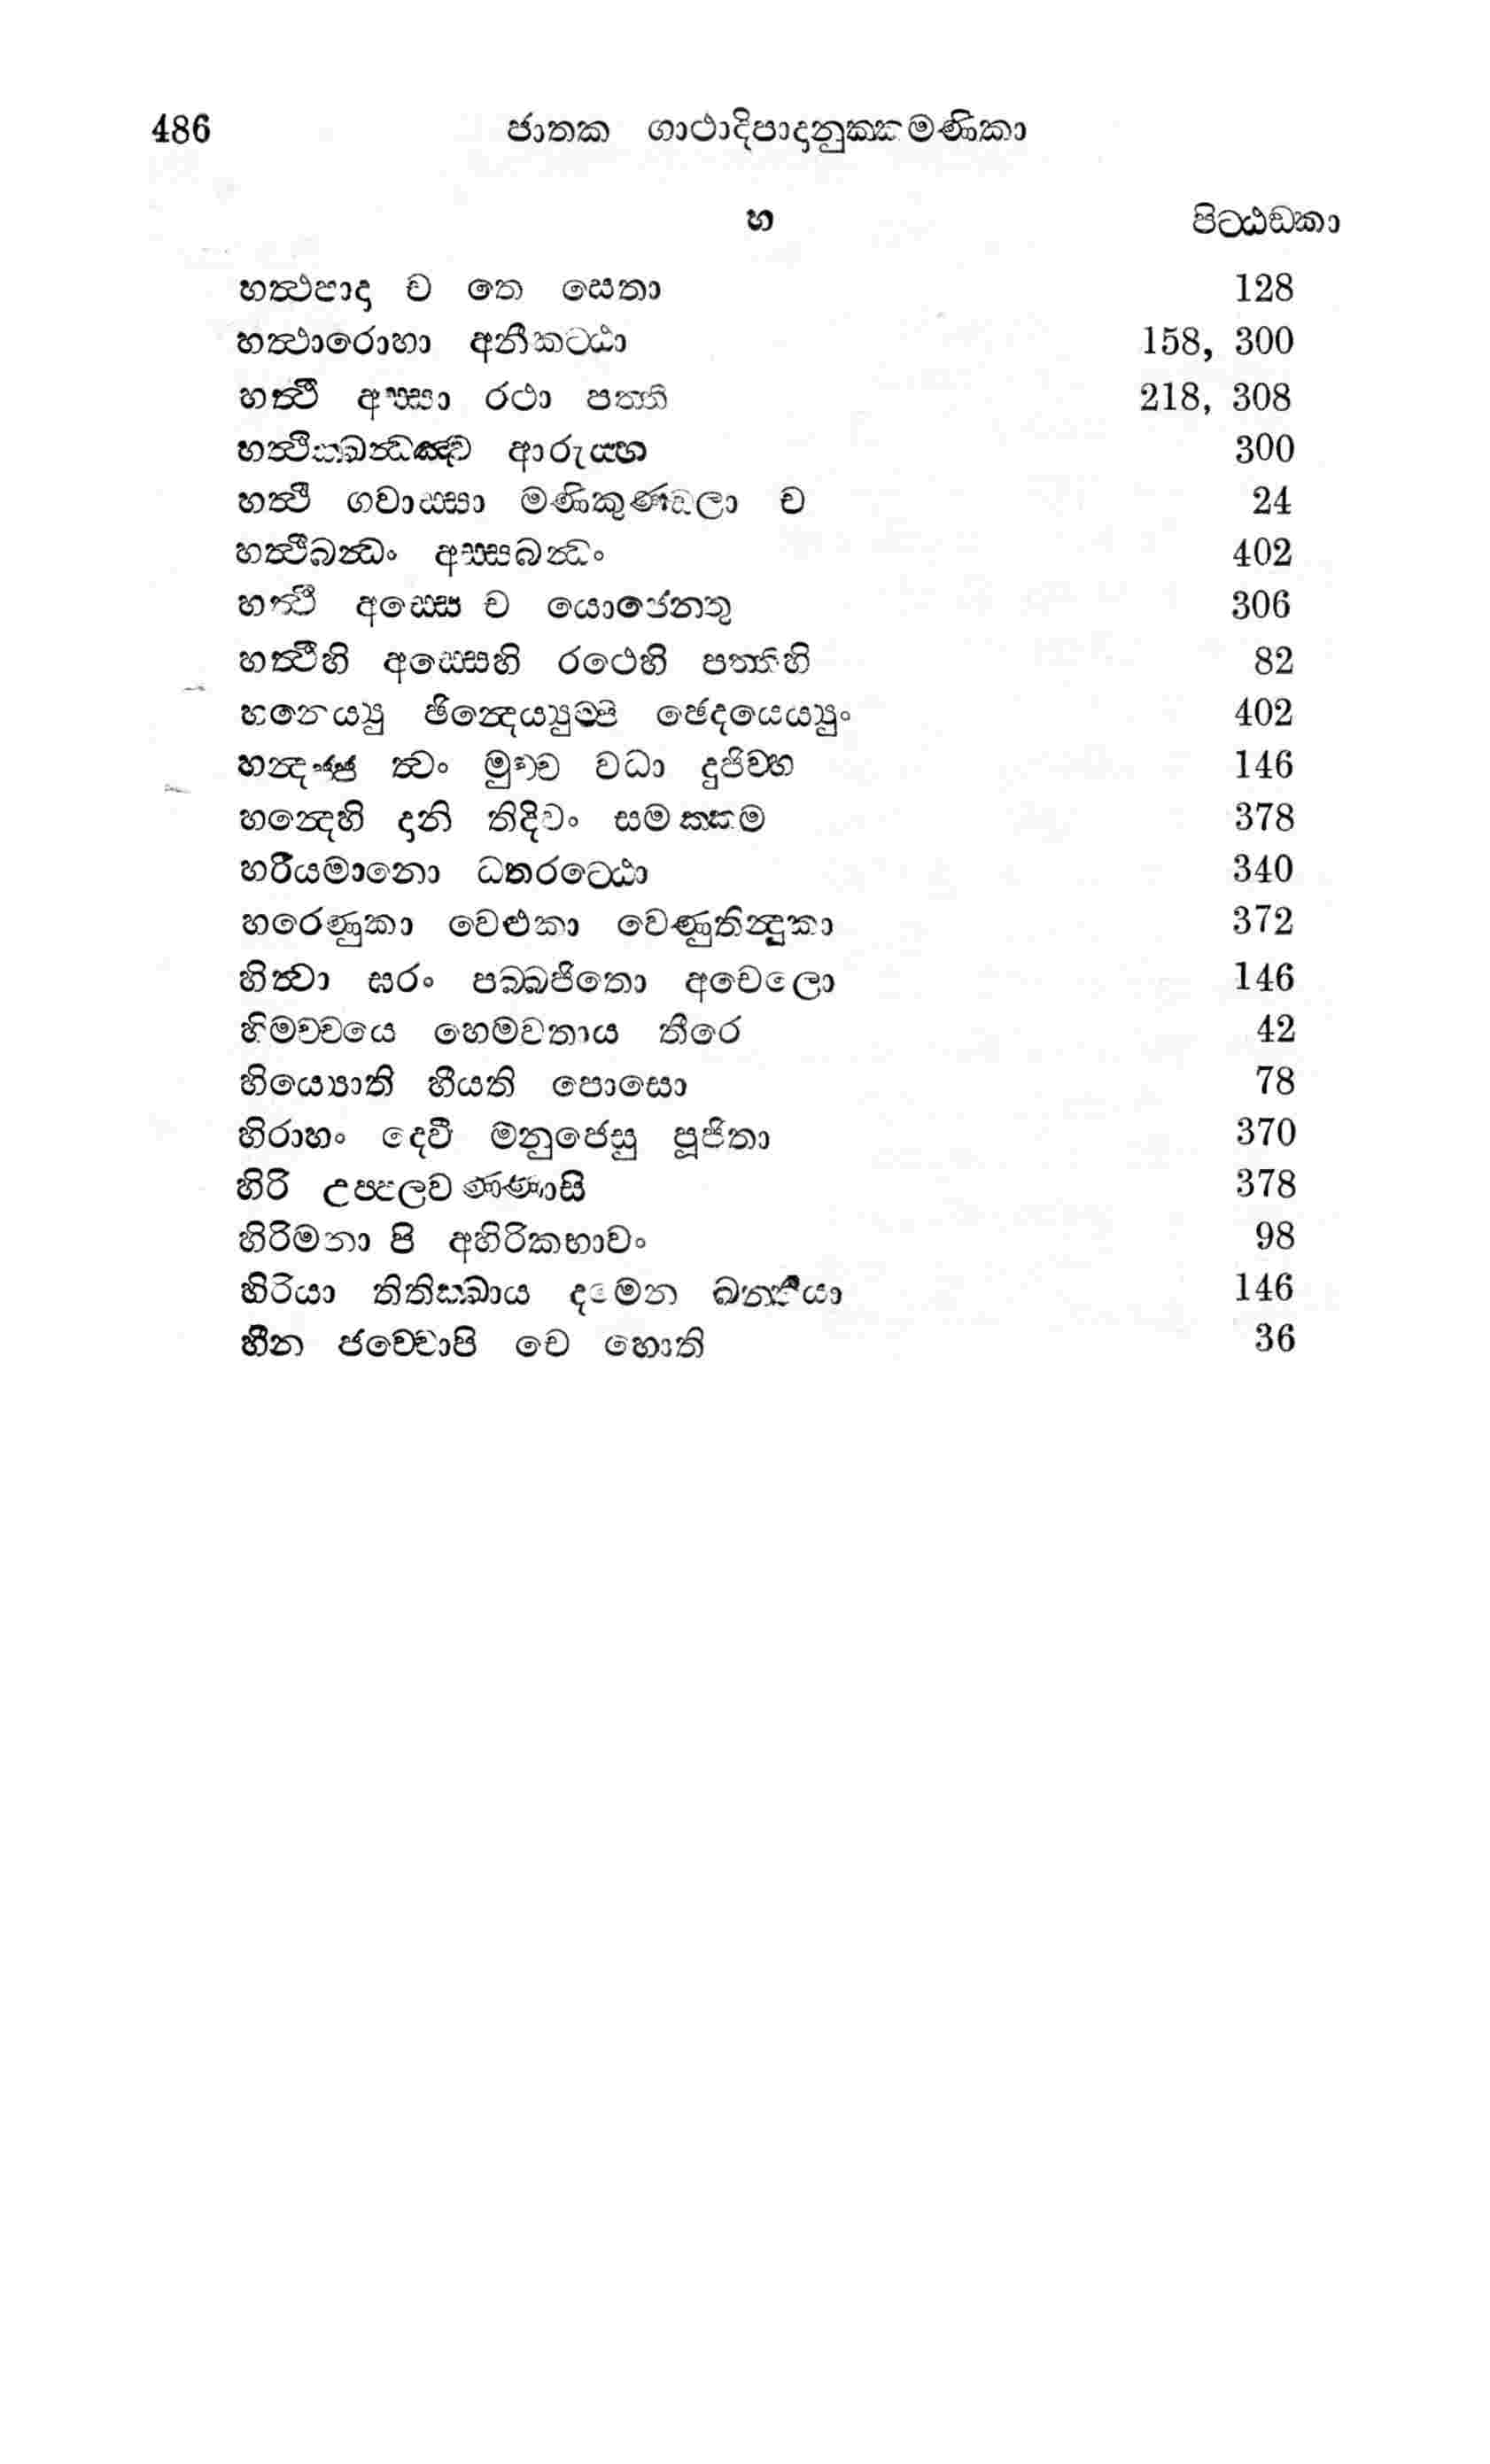 486 ජාතක ගාථාදිපාදානුක්කමණිකා
හ පිට්ඨඞ්කා
හත්ථපාදා ච තෙ සෙතා 128
හත්ථාරොහා අනීකට්ඨා 158, 300
හත්ථී අස්සා රථා පත්තී 218, 308
හත්ථික්ඛන්ධඤ්ච ආරුය්හ 300
හත්ථී ගවාස්සා මණිකුණ්ඩලා ච 24
හත්ථීබන්ධං අස්සබන්ධං 402
හත්ථී අස්සෙ ච යොජෙන්තු 306
හත්ථීහි අස්සෙහි රථෙහි පත්තිහි 82
හනෙය්‍යු ඡින්දෙය්‍යුම්පි ඡෙදයෙය්‍යුං 402
හන්දජ්ජ ත්වං මුඤ්ච වධා දුජිව්හ 146
හන්දෙහි දානි තිදිවං සමක්කම 378
හරීයමානො ධතරට්ඨො 340
හරෙණුකා වෙළුකා වෙණුතින්දුකා 372
හිත්වා ඝරං පබ්බජිතො අචෙලො 146
හිමච්චයෙ හෙමවතාය තීරෙ 42
හිය්‍යොති හීයති පොසො 78
හිරාහං දෙවී මනුජෙසු පූජිතා 370
හිරි උප්පලවණ්ණාසි 378
හිරිමනා පි අහිරිකභාවං 98
හිරියා තිතික්ඛාය දමෙන ඛන්තියා 146
හීන ජච්චොපි චෙ හොති 36